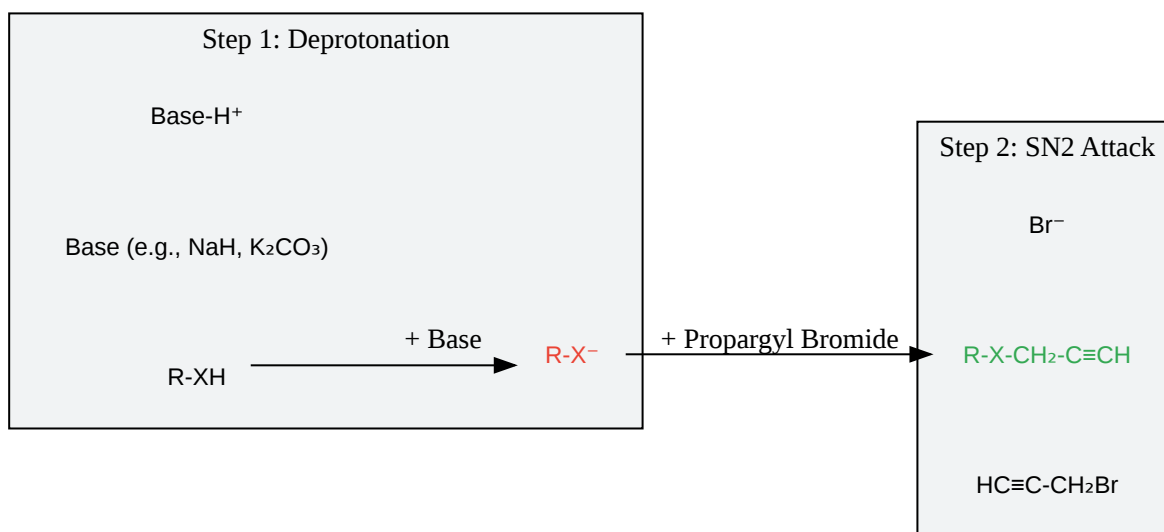 Step 1: Deprotonation
Base-H⁺
Base (e.g., NaH, K₂CO₃)
R-XH
+ Base
R-X⁻
+ Propargyl Bromide
Step 2: SN2 Attack
Br⁻
R-X-CH₂-C≡CH
HC≡C-CH₂Br